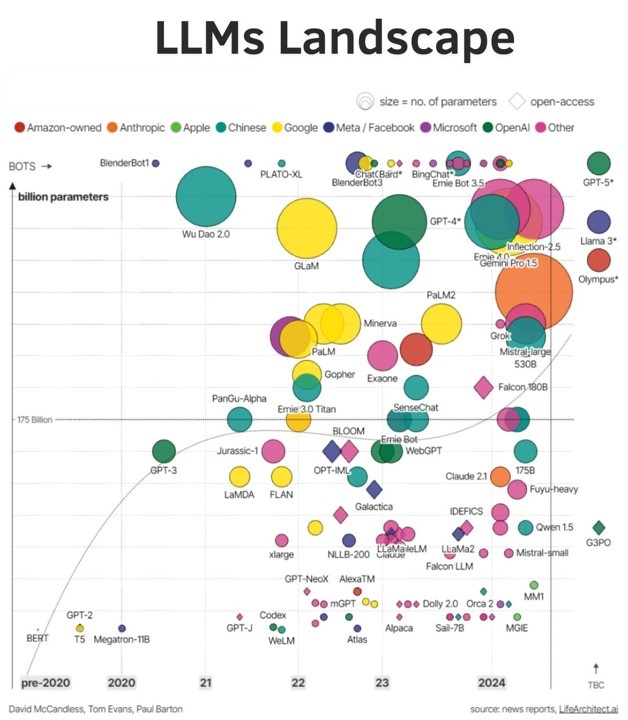 LLMs Landscape
size = no. of parameters
open-access
Amazon-owned
Anthropic
Apple
Chinese
Google
Meta / Facebook
Microsoft
OpenAI
Other
BOTS →
BlenderBot1
PLATO-XL
BlenderBot3
Bard*
BingChat*
Ernie Bot 3.5
GPT-5*
billion parameters
Wu Dao 2.0
GLaM
GPT-4*
Ernie 4.0
Inflection-2.5
Gemini Pro 1.5
Llama 3*
Olympus*
PaLM2
Minerva
PaLM
Grok
Mistral-large
530B
Exaone
Gopher
Falcon 180B
PanGu-Alpha
Ernie 3.0 Titan
SenseChat
175 Billion
Ernie Bot
BLOOM
GPT-3
Jurassic-1
OPT-IML
WebGPT
175B
LaMDA
FLAN
Galactica
Claude 2.1
Fuyu-heavy
IDEFICS
Qwen 1.5
G3PO
xlarge
NLLB-200
Claude
LLaMa2
Falcon LLM
Mistral-small
GPT-NeoX
AlexaTM
MM1
mGPT
Dolly 2.0
Orca 2
BERT
GPT-2
T5
Megatron-11B
GPT-J
Codex
WeLM
Atlas
Alpaca
Sail-7B
MGIE
pre-2020
2020
21
22
23
2024
TBC
David McCandless, Tom Evans, Paul Barton
source: news reports, LifeArchitect.ai